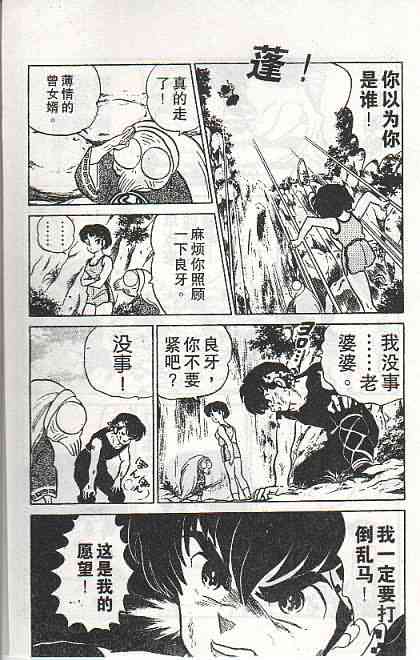 蓬！
你以为你
是谁！
真的走
了！
薄情的
曾女婿。
麻烦你照顾
一下良牙。
…………
我没事
……老
婆婆。
良牙，
你不要
紧吧？
没事！
我一定要打
倒乱马！
这是我的
愿望！